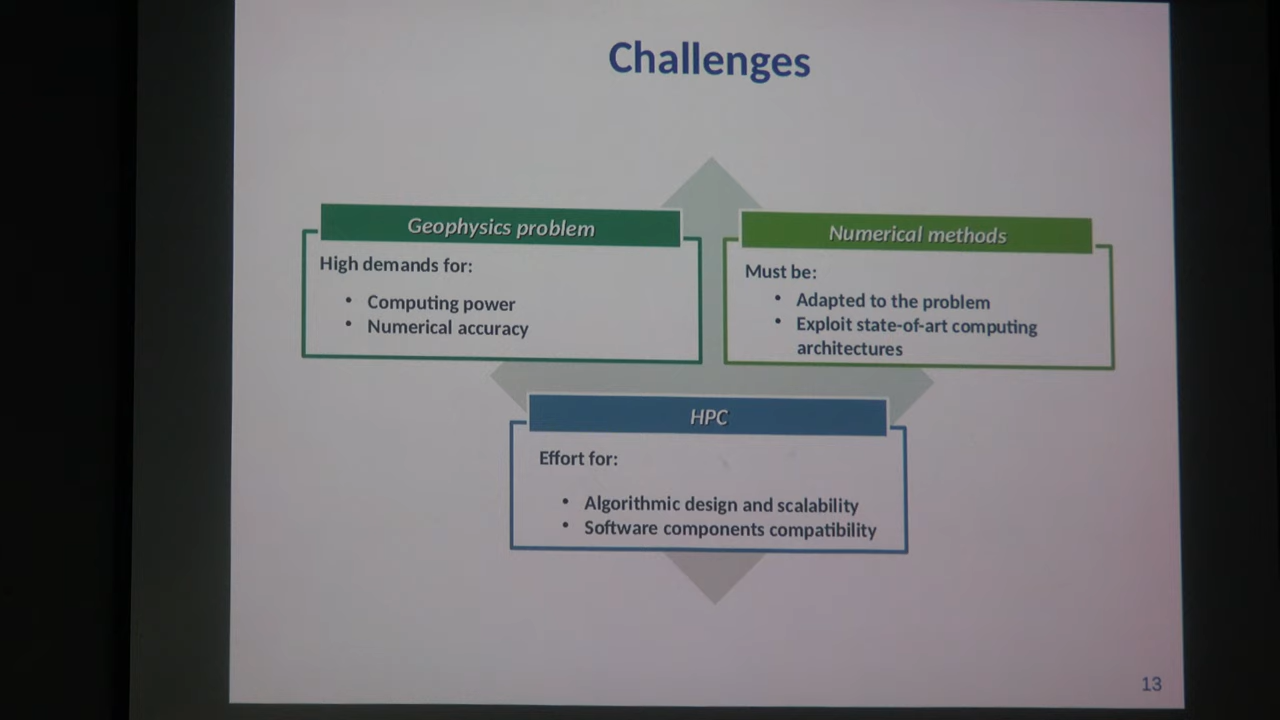 Challenges
Geophysics problem
High demands for:
• Computing power
• Numerical accuracy
Numerical methods
Must be:
• Adapted to the problem
• Exploit state-of-art computing
architectures
HPC
Effort for:
• Algorithmic design and scalability
• Software components compatibility
13